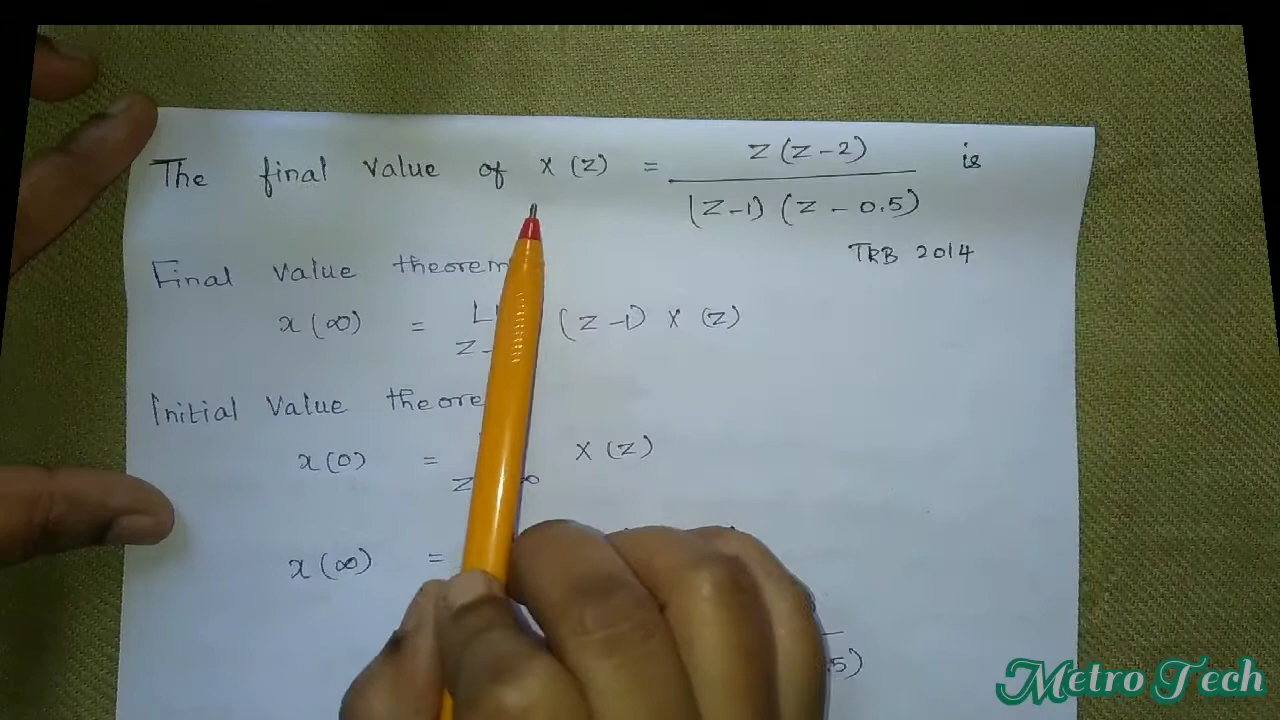 The final value of X(Z) = Z(Z-2) / (Z-1)(Z-0.5) is
TRB 2014
Final value theorem
x(∞) = (Z-1) X(Z)
Z
Initial Value
x(0) = X(Z)
Z ∞
x(∞) =
5)
Metro Tech